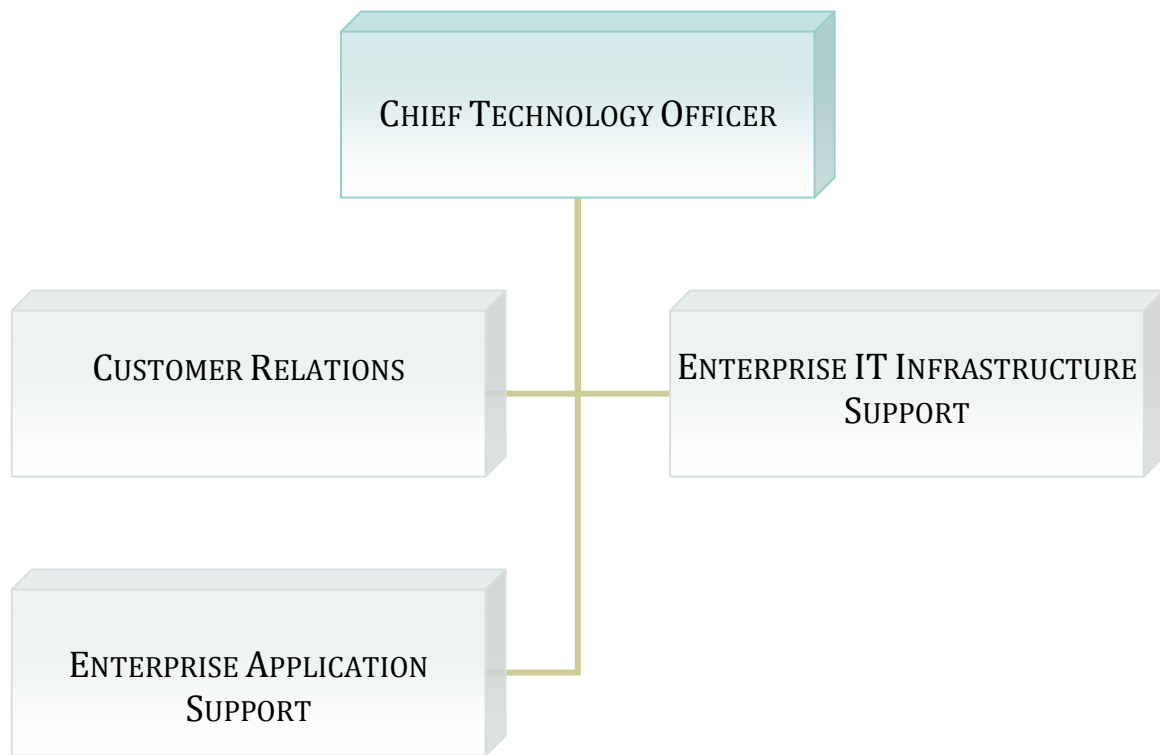 Chief Technology Officer
Customer Relations
Enterprise IT Infrastructure
Support
Enterprise Application
Support